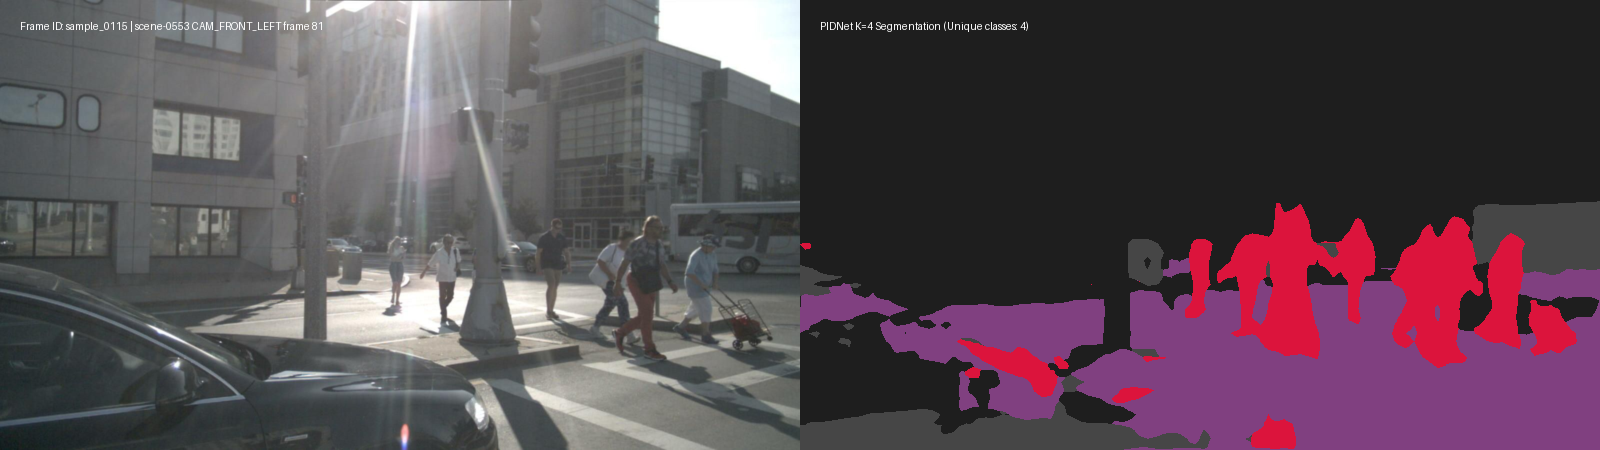 Frame ID: sample_0115 | scene-0553 CAM_FRONT_LEFT frame 81
PIDNet K=4 Segmentation (Unique classes: 4)